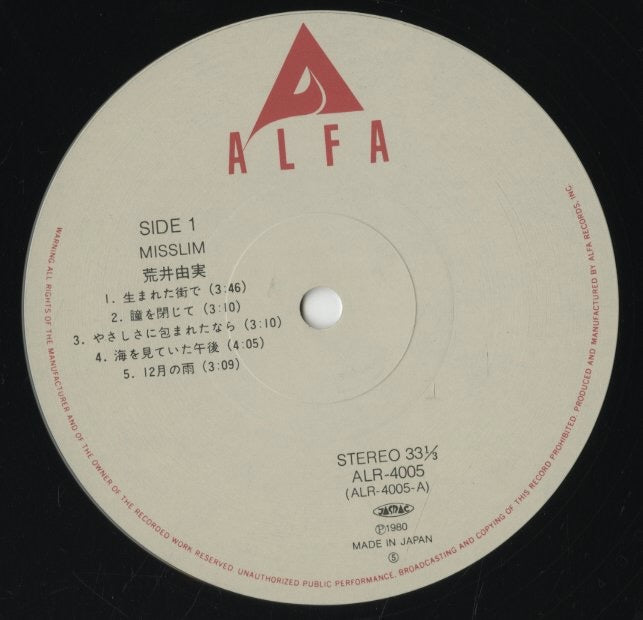 ALFA
SIDE 1
MISSLIM
荒井由実
1. 生まれた街で (3:46)
2. 瞳を閉じて (3:10)
3. やさしさに包まれたなら (3:10)
4. 海を見ていた午後 (4:05)
5. 12月の雨 (3:09)
STEREO 33⅓
ALR-4005
(ALR-4005-A)
JASRAC
Ⓟ1980
MADE IN JAPAN
Ⓢ
WARNING: ALL RIGHTS OF THE MANUFACTURER AND OF THE OWNER OF THE RECORDED WORK RESERVED. UNAUTHORIZED PUBLIC PERFORMANCE, BROADCASTING AND COPYING OF THIS RECORD PROHIBITED. PRODUCED AND MANUFACTURED BY ALFA RECORDS, INC.